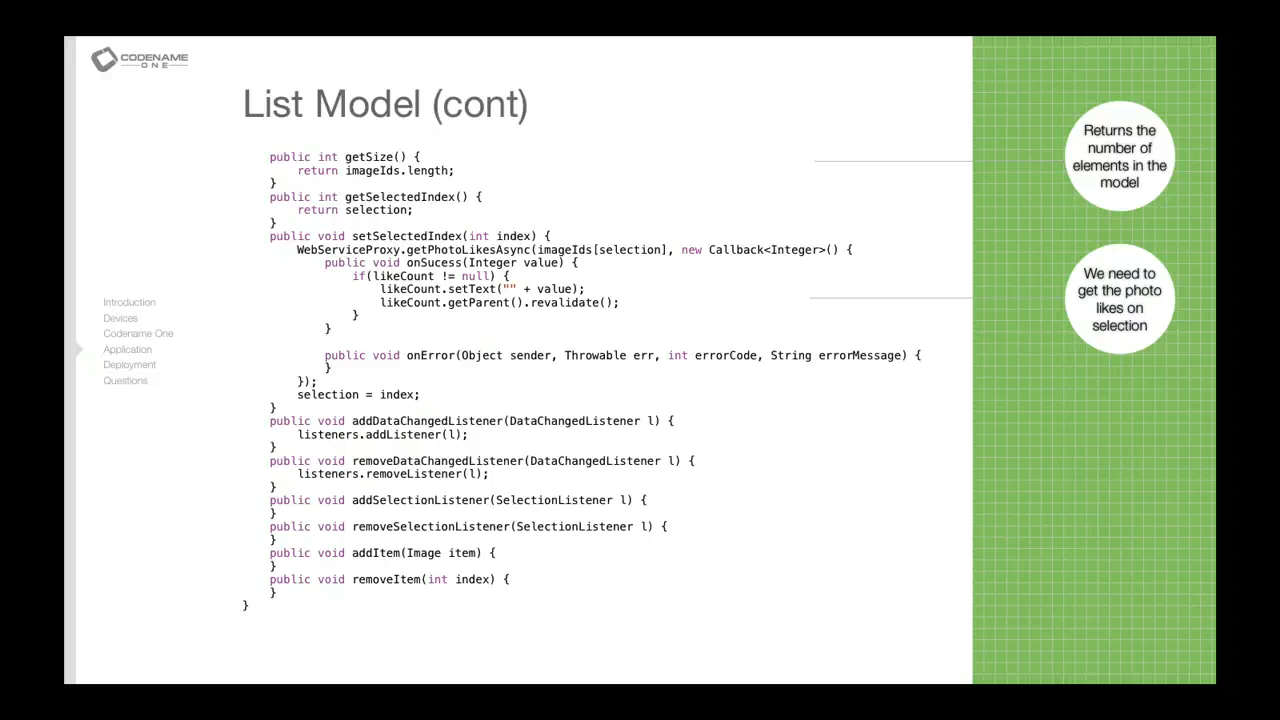 CODENAME
ONE
List Model (cont)
public int getSize() {
return imageIds.length;
}
public int getSelectedIndex() {
return selection;
}
public void setSelectedIndex(int index) {
WebServiceProxy.getPhotoLikesAsync(imageIds[selection], new Callback<Integer>() {
public void onSucess(Integer value) {
if(likeCount != null) {
likeCount.setText("" + value);
likeCount.getParent().revalidate();
}
}
public void onError(Object sender, Throwable err, int errorCode, String errorMessage) {
}
});
selection = index;
}
public void addDataChangedListener(DataChangedListener l) {
listeners.addListener(l);
}
public void removeDataChangedListener(DataChangedListener l) {
listeners.removeListener(l);
}
public void addSelectionListener(SelectionListener l) {
}
public void removeSelectionListener(SelectionListener l) {
}
public void addItem(Image item) {
}
public void removeItem(int index) {
}
}
Introduction
Devices
Codename One
Application
Deployment
Questions
Returns the
number of
elements in the
model
We need to
get the photo
likes on
selection